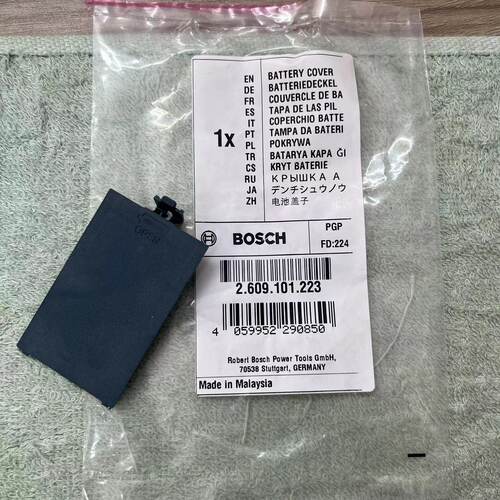 EN BATTERY COVER
DE BATTERIEDECKEL
FR COUVERCLE DE BA
ES TAPA DE LAS PIL
IT COPERCHIO BATTE
1x PT TAMPA DA BATERI
PL POKRYWA
TR BATARYA KAPA ĞI
CS KRYT BATERIE
RU КРЫШКА А
JA デンチシュウノウ
ZH 电池盖子
BOSCH
PGP
FD:224
2.609.101.223
4 059952 290850
Robert Bosch Power Tools GmbH,
70538 Stuttgart, GERMANY
Made in Malaysia
OPEN